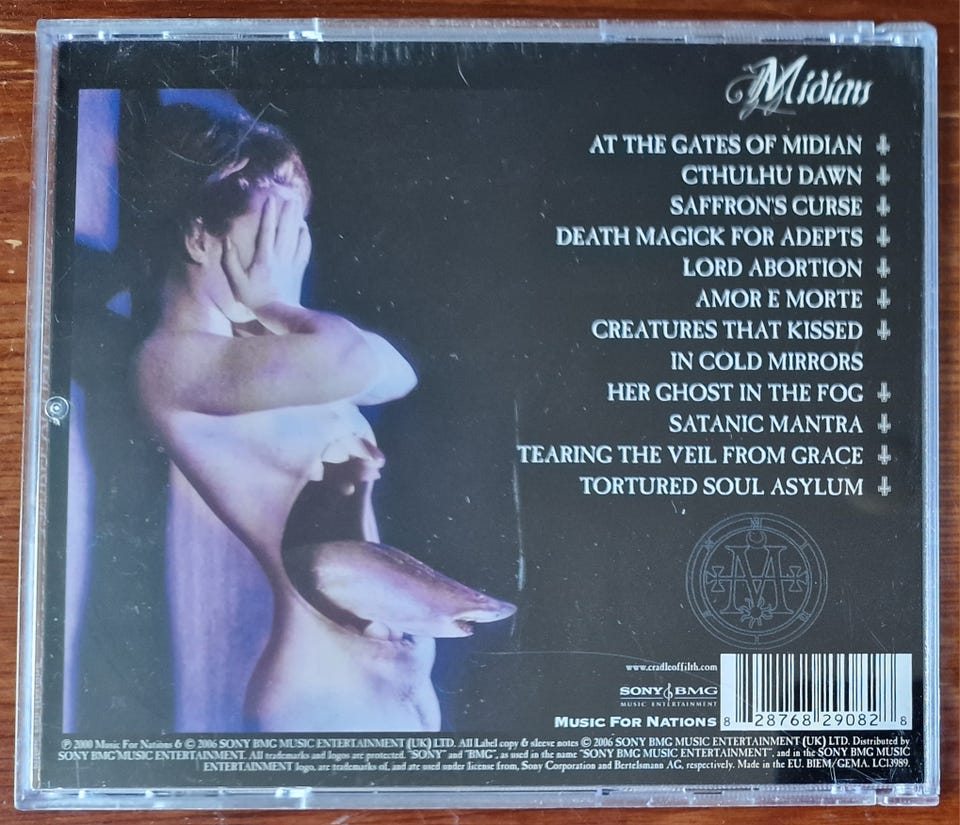 Midian
AT THE GATES OF MIDIAN
CTHULHU DAWN
SAFFRON'S CURSE
DEATH MAGICK FOR ADEPTS
LORD ABORTION
AMOR E MORTE
CREATURES THAT KISSED
IN COLD MIRRORS
HER GHOST IN THE FOG
SATANIC MANTRA
TEARING THE VEIL FROM GRACE
TORTURED SOUL ASYLUM
M
www.cradleoffilth.com
SONY BMG
MUSIC ENTERTAINMENT
MUSIC FOR NATIONS
8 28768 29082 8
℗ 2000 Music For Nations & © 2006 SONY BMG MUSIC ENTERTAINMENT (UK) LTD. All Label copy & sleeve notes © 2006 SONY BMG MUSIC ENTERTAINMENT (UK) LTD. Distributed by
SONY BMG MUSIC ENTERTAINMENT (UK) LTD. All trademarks and logos are protected. "SONY" and "BMG", as used in the name "SONY BMG MUSIC ENTERTAINMENT", and in the SONY BMG MUSIC
ENTERTAINMENT logo, are trademarks of, and are used under license from, Sony Corporation and Bertelsmann AG, respectively. Made in the EU. BIEM/GEMA. LC13989.